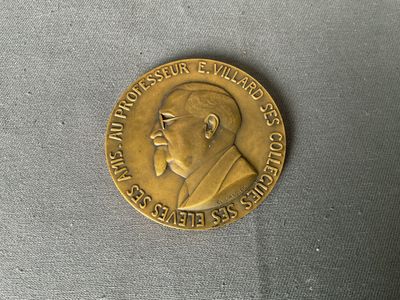 AU PROFESSEUR E. VILLARD SES COLLEGUES SES ELEVES SES AMIS.